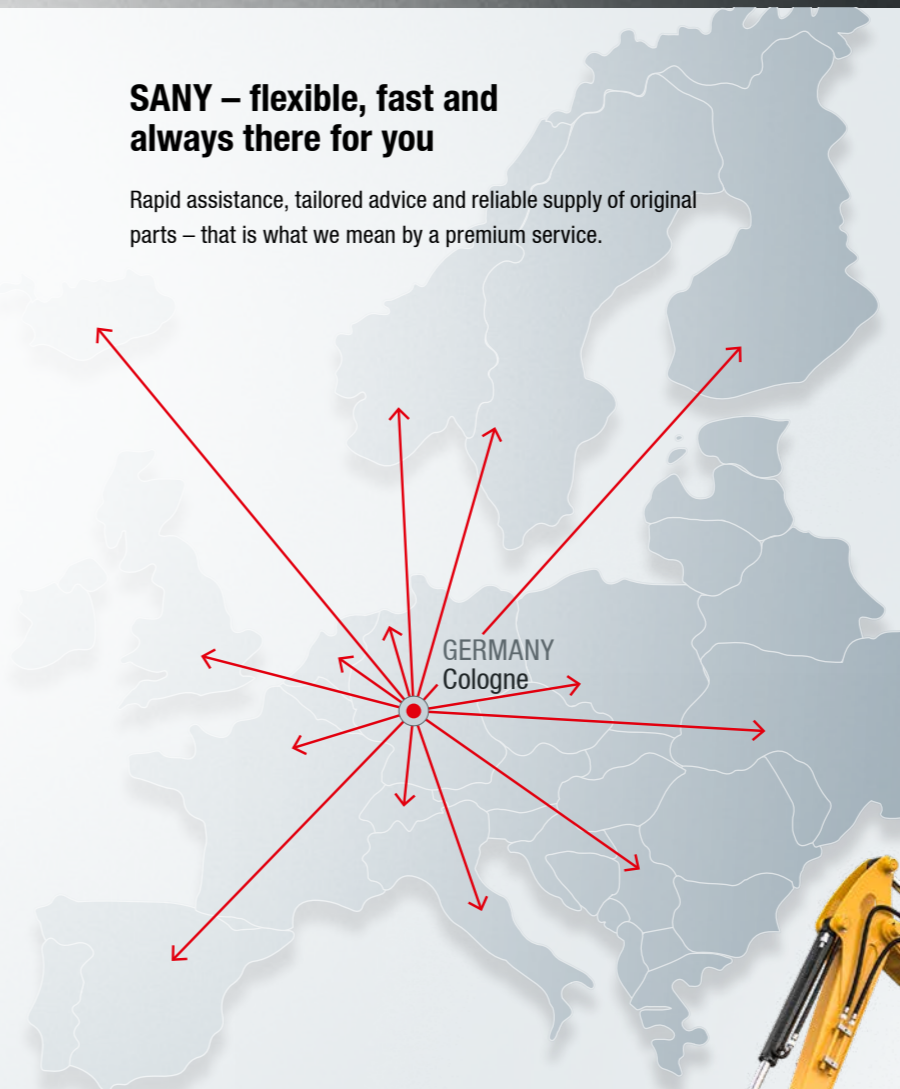 SANY – flexible, fast and
always there for you
Rapid assistance, tailored advice and reliable supply of original
parts – that is what we mean by a premium service.
GERMANY
Cologne